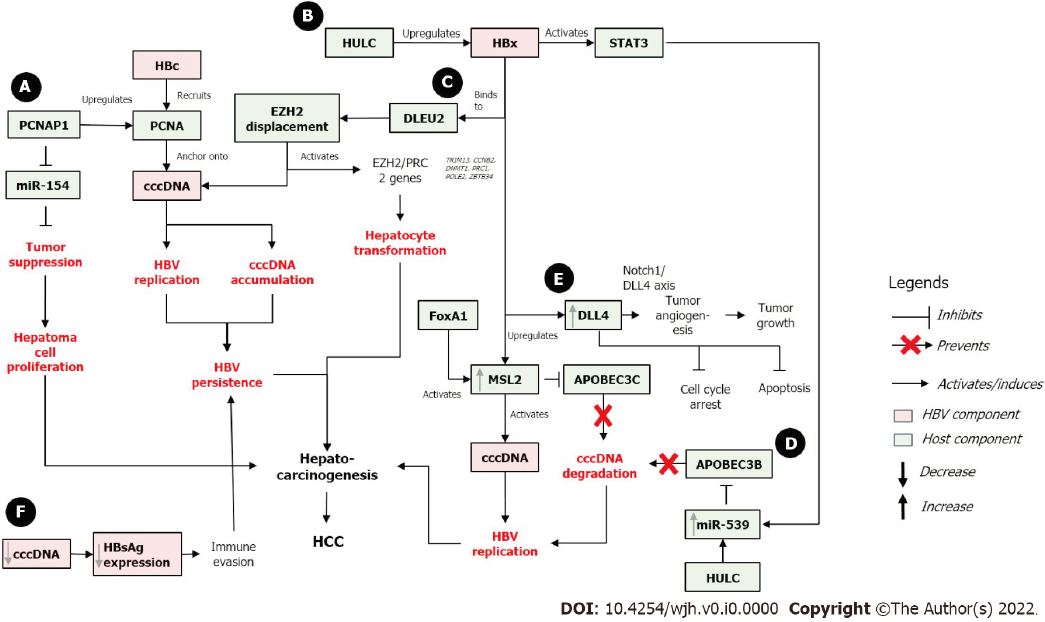 B
HULC
Upregulates
HBx
Activates
STAT3
A
HBc
Upregulates
Recruits
PCNAP1
PCNA
Anchor onto
miR-154
cccDNA
C
EZH2
displacement
DLEU2
Binds
to
Activates
EZH2/PRC
2 genes
TRIM13, CCNB2,
DNMT1, PRC1,
POLE2, ZBTB34
Hepatocyte
transformation
Tumor
suppression
HBV
replication
cccDNA
accumulation
Hepatoma
cell
proliferation
HBV
persistence
E
Notch1/
DLL4 axis
DLL4
Tumor
angiogen-
esis
Tumor
growth
FoxA1
Upregulates
Activates
MSL2
APOBEC3C
Cell cycle
arrest
Apoptosis
Activates
Hepato-
carcinogenesis
cccDNA
cccDNA
degradation
D
APOBEC3B
miR-539
HULC
HBV
replication
HCC
F
cccDNA
HBsAg
expression
Immune
evasion
Legends
Inhibits
Prevents
Activates/induces
HBV component
Host component
Decrease
Increase
DOI: 10.4254/wjh.v0.i0.0000 Copyright ©The Author(s) 2022.